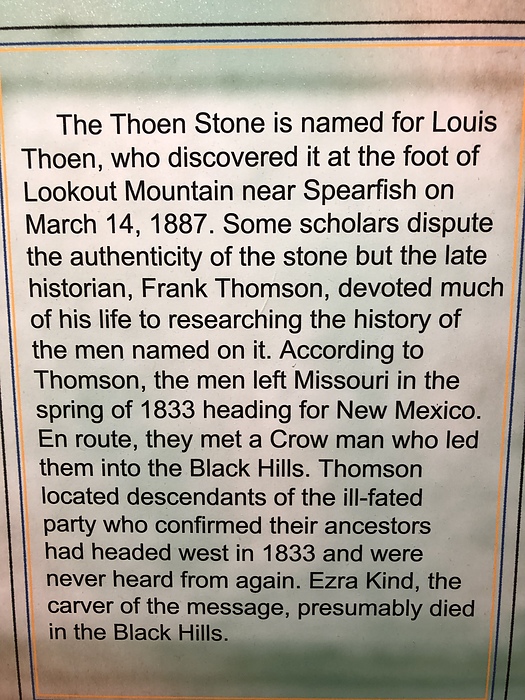 The Thoen Stone is named for Louis
Thoen, who discovered it at the foot of
Lookout Mountain near Spearfish on
March 14, 1887. Some scholars dispute
the authenticity of the stone but the late
historian, Frank Thomson, devoted much
of his life to researching the history of
the men named on it. According to
Thomson, the men left Missouri in the
spring of 1833 heading for New Mexico.
En route, they met a Crow man who led
them into the Black Hills. Thomson
located descendants of the ill-fated
party who confirmed their ancestors
had headed west in 1833 and were
never heard from again. Ezra Kind, the
carver of the message, presumably died
in the Black Hills.